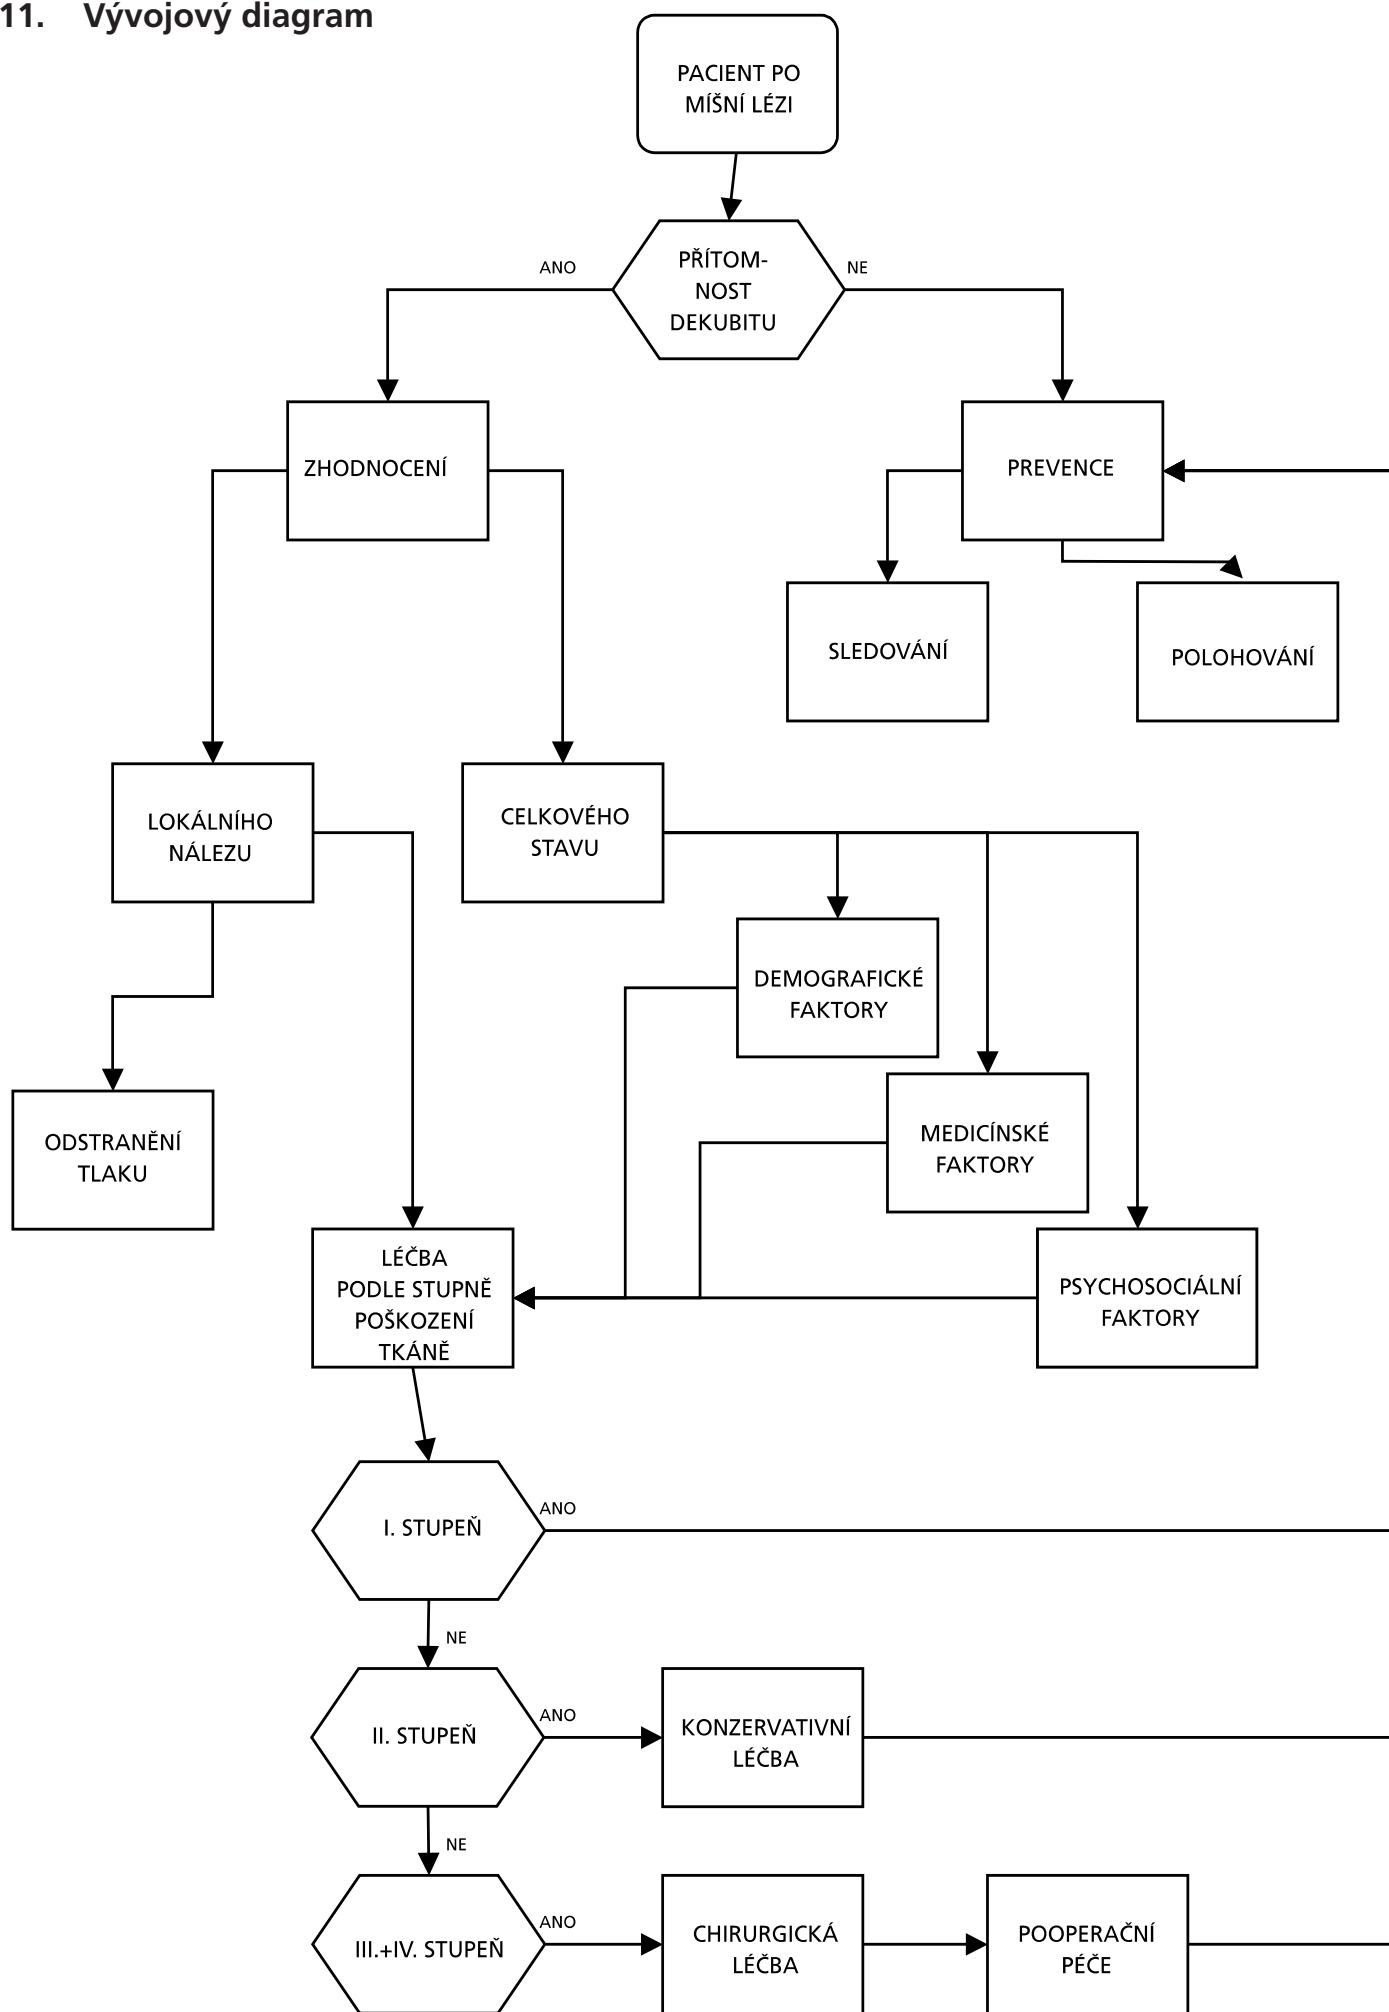 11. Vývojový diagram
PACIENT PO
MÍŠNÍ LÉZI
ANO
PŘÍTOM-
NOST
DEKUBITU
NE
ZHODNOCENÍ
PREVENCE
SLEDOVÁNÍ
POLOHOVÁNÍ
LOKÁLNÍHO
NÁLEZU
CELKOVÉHO
STAVU
DEMOGRAFICKÉ
FAKTORY
MEDICÍNSKÉ
FAKTORY
ODSTRANĚNÍ
TLAKU
LÉČBA
PODLE STUPNĚ
POŠKOZENÍ
TKÁNĚ
PSYCHOSOCIÁLNÍ
FAKTORY
I. STUPEŇ
ANO
NE
II. STUPEŇ
ANO
KONZERVATIVNÍ
LÉČBA
NE
III.+IV. STUPEŇ
ANO
CHIRURGICKÁ
LÉČBA
POOPERAČNÍ
PÉČE